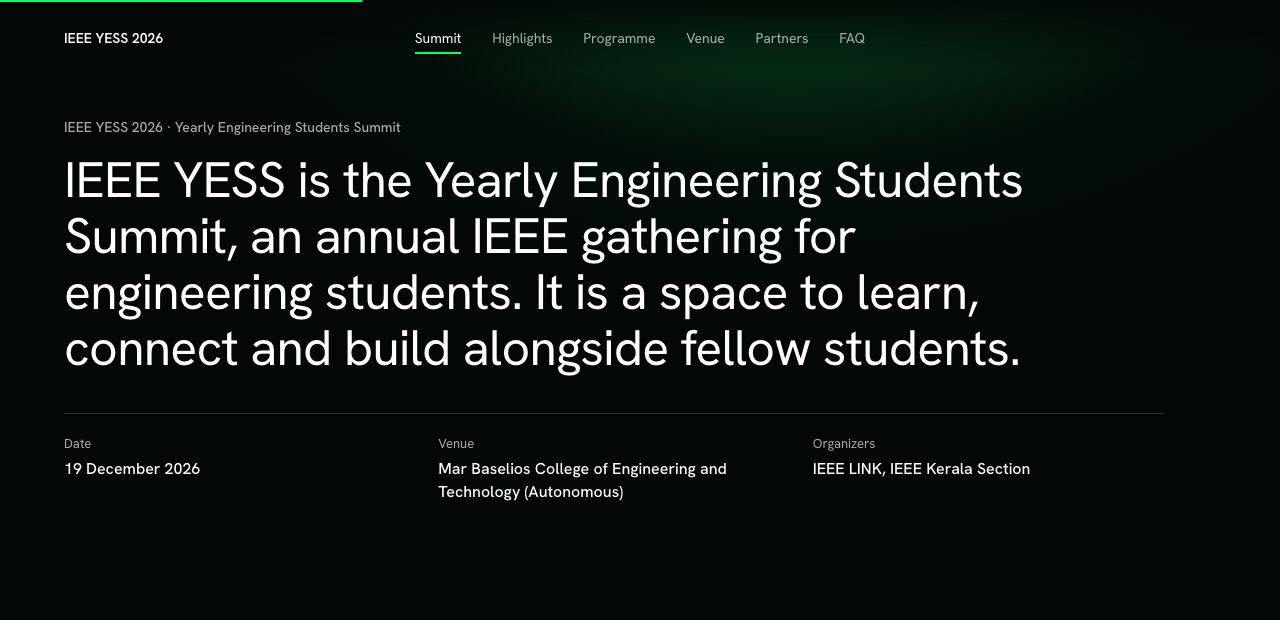 IEEE YESS 2026
Summit
Highlights
Programme
Venue
Partners
FAQ
IEEE YESS 2026 · Yearly Engineering Students Summit
IEEE YESS is the Yearly Engineering Students
Summit, an annual IEEE gathering for
engineering students. It is a space to learn,
connect and build alongside fellow students.
Date
19 December 2026
Venue
Mar Baselios College of Engineering and
Technology (Autonomous)
Organizers
IEEE LINK, IEEE Kerala Section